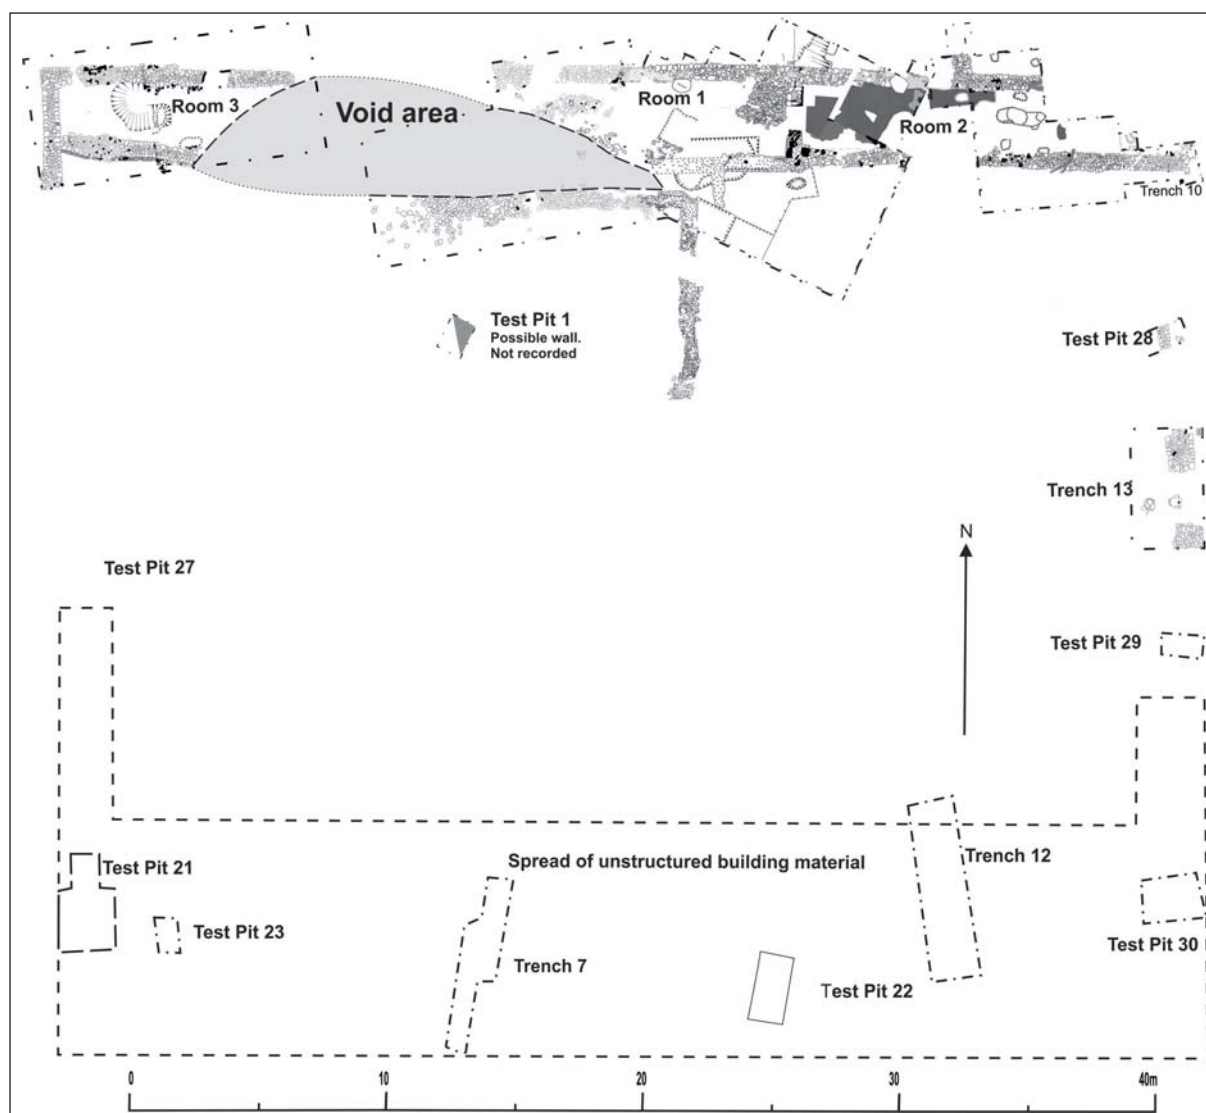 Room 3
Void area
Room 1
Room 2
Trench 10
Test Pit 1
Possible wall.
Not recorded
Test Pit 28
Trench 13
N
Test Pit 27
Test Pit 29
Test Pit 21
Spread of unstructured building material
Trench 12
Test Pit 23
Trench 7
Test Pit 22
Test Pit 30
0 10 20 30 40m